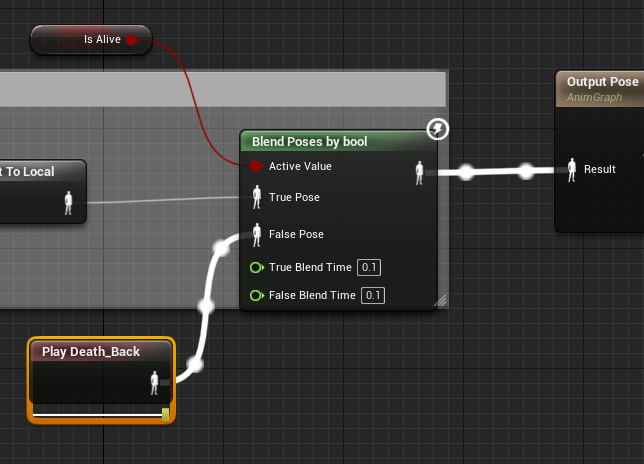 Is Alive
Output Pose
AnimGraph
Blend Poses by bool
Active Value
t To Local
Result
True Pose
False Pose
True Blend Time 0.1
False Blend Time 0.1
Play Death_Back